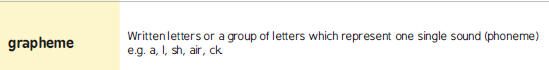 grapheme
Written letters or a group of letters which represent one single sound (phoneme)
e.g. a, l, sh, air, ck.